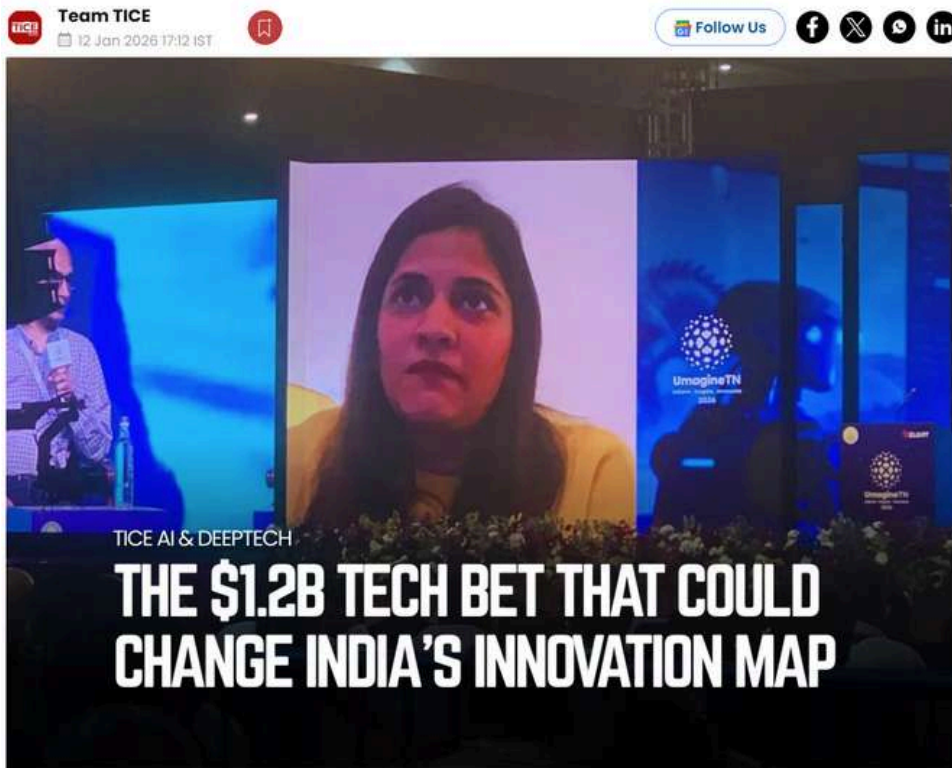 TICE
Team TICE
12 Jan 2026 17:12 IST
Follow Us
UmagineTN
2026
UmagineTN
TICE AI & DEEPTECH
THE $1.2B TECH BET THAT COULD
CHANGE INDIA'S INNOVATION MAP